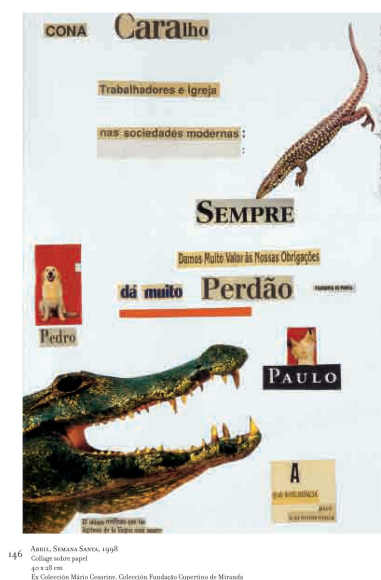 CONA CARALHO
Trabalhadores e Igreja
nas sociedades modernas :
SEMPRE
Damos Muito Valor às Nossas Obrigações
dá muito Perdão
Pedro
PAULO
A
146 ABRIL, SEMANA SANTA, 1998
Collage sobre papel
40 x 28 cm
Ex Colección Mário Cesariny. Colección Fundação Cupertino de Miranda